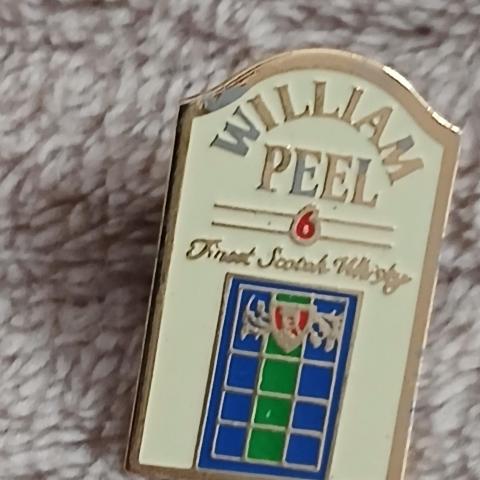 WILLIAM
PEEL
6
Finest Scotch Whisky